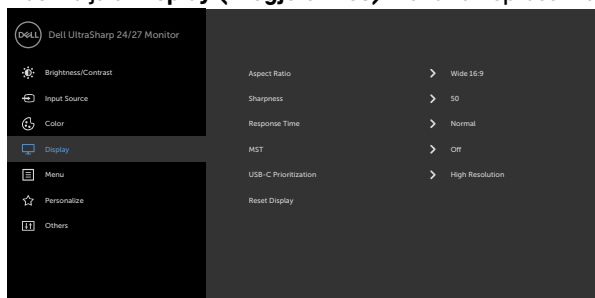 DELL
Dell UltraSharp 24/27 Monitor
Brightness/Contrast
Aspect Ratio Wide 16:9
Input Source
Sharpness 50
Color
Response Time Normal
Display
MST Off
Menu
USB-C Prioritization High Resolution
Personalize
Reset Display
Others